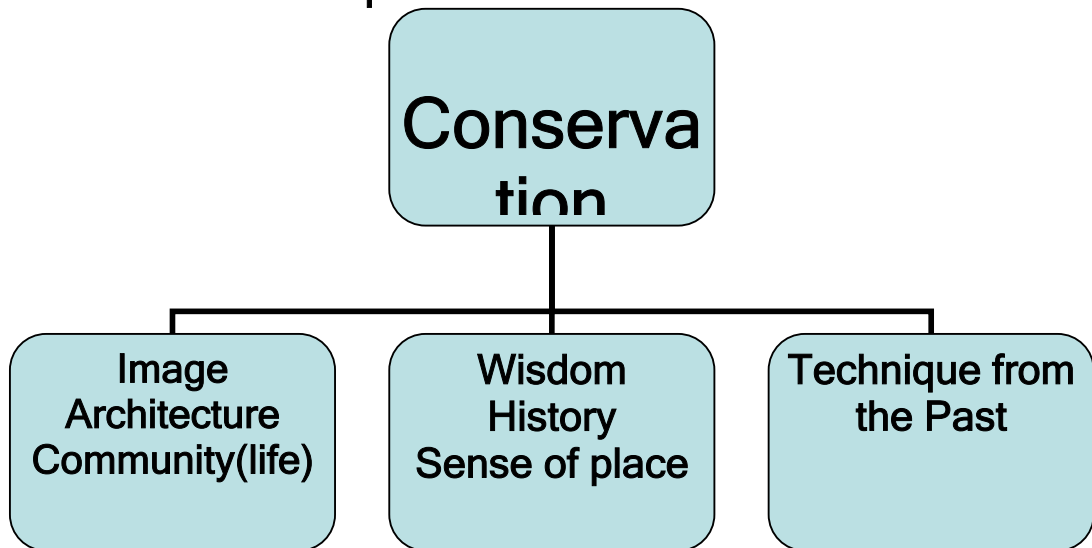 Conserva
tion
Image
Architecture
Community(life)
Wisdom
History
Sense of place
Technique from
the Past